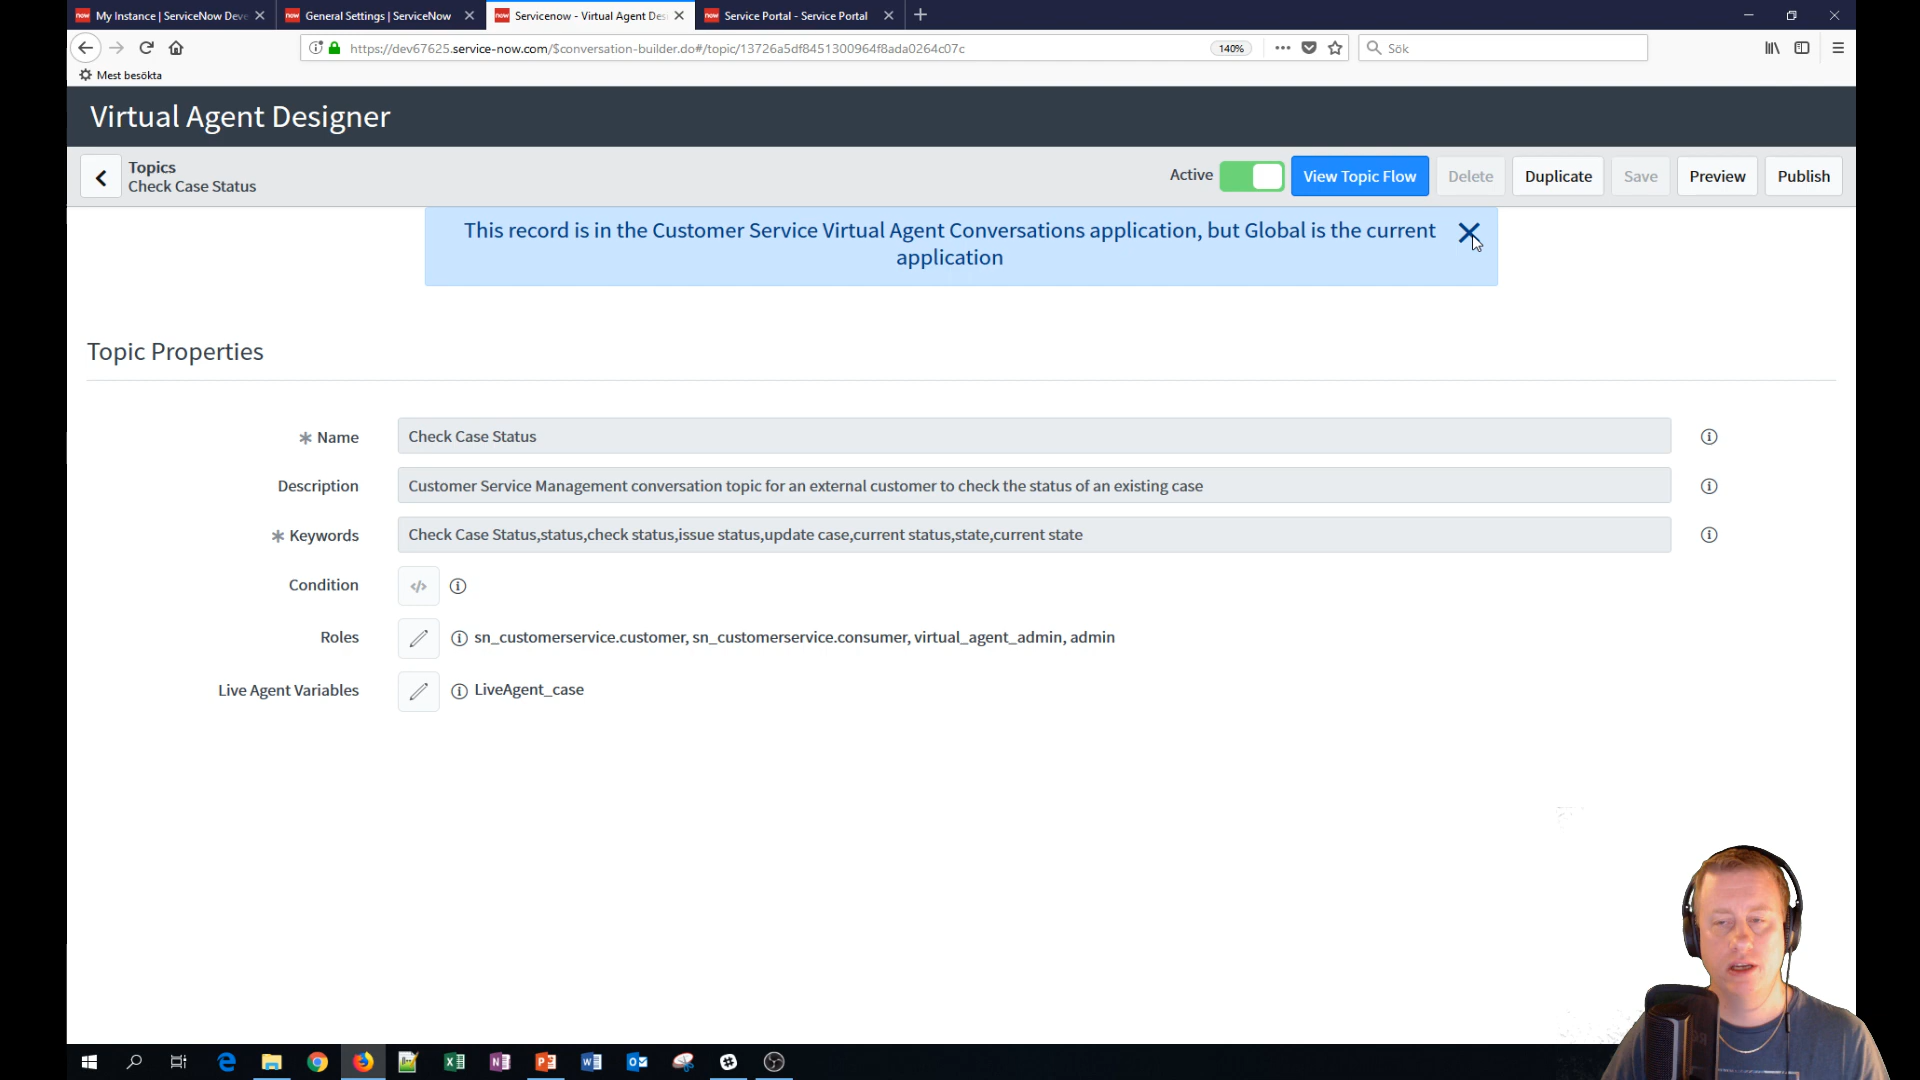 now My Instance | ServiceNow Deve
now General Settings | ServiceNow
now Servicenow - Virtual Agent Des
now Service Portal - Service Portal
https://dev67625.service-now.com/$conversation-builder.do#/topic/13726a5df8451300964f8ada0264c07c
140%
Sök
Mest besökta
Virtual Agent Designer
Topics
Check Case Status
Active
View Topic Flow
Delete
Duplicate
Save
Preview
Publish
This record is in the Customer Service Virtual Agent Conversations application, but Global is the current
application
Topic Properties
Name
Check Case Status
Description
Customer Service Management conversation topic for an external customer to check the status of an existing case
Keywords
Check Case Status,status,check status,issue status,update case,current status,state,current state
Condition
</>
Roles
sn_customerservice.customer, sn_customerservice.consumer, virtual_agent_admin, admin
Live Agent Variables
LiveAgent_case